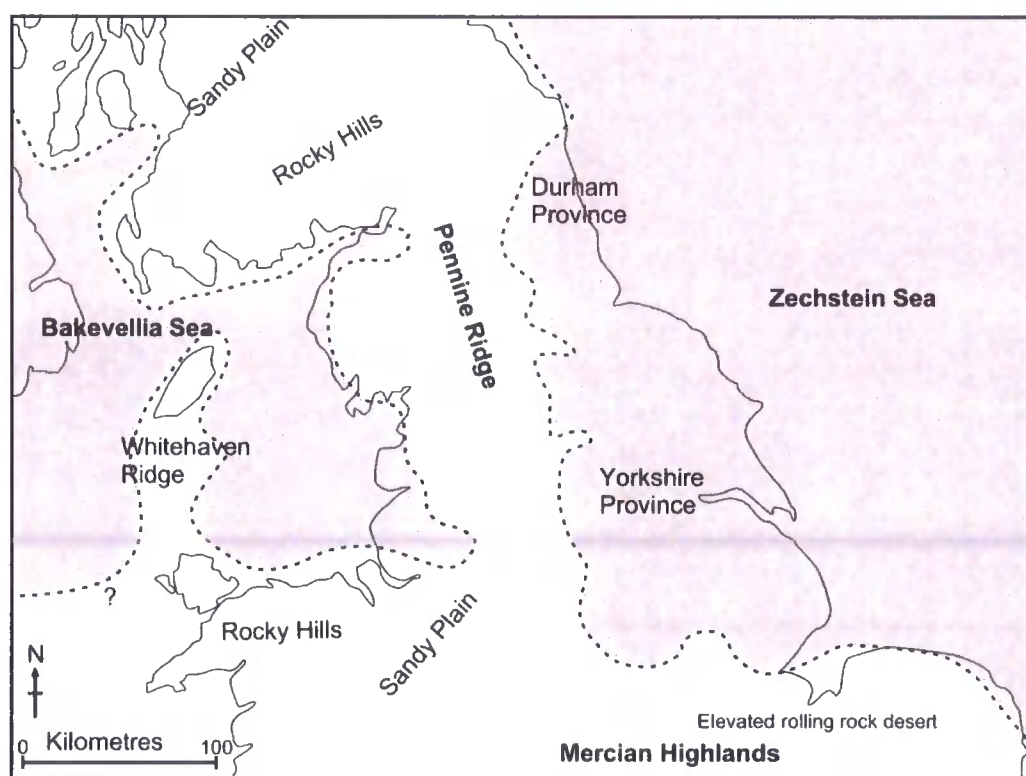 Sandy Plain
Rocky Hills
Durham
Province
Pennine Ridge
Zechstein Sea
Bakevellia Sea
Whitehaven
Ridge
Yorkshire
Province
?
Rocky Hills
Sandy Plain
N
Elevated rolling rock desert
Kilometres
0 100
Mercian Highlands